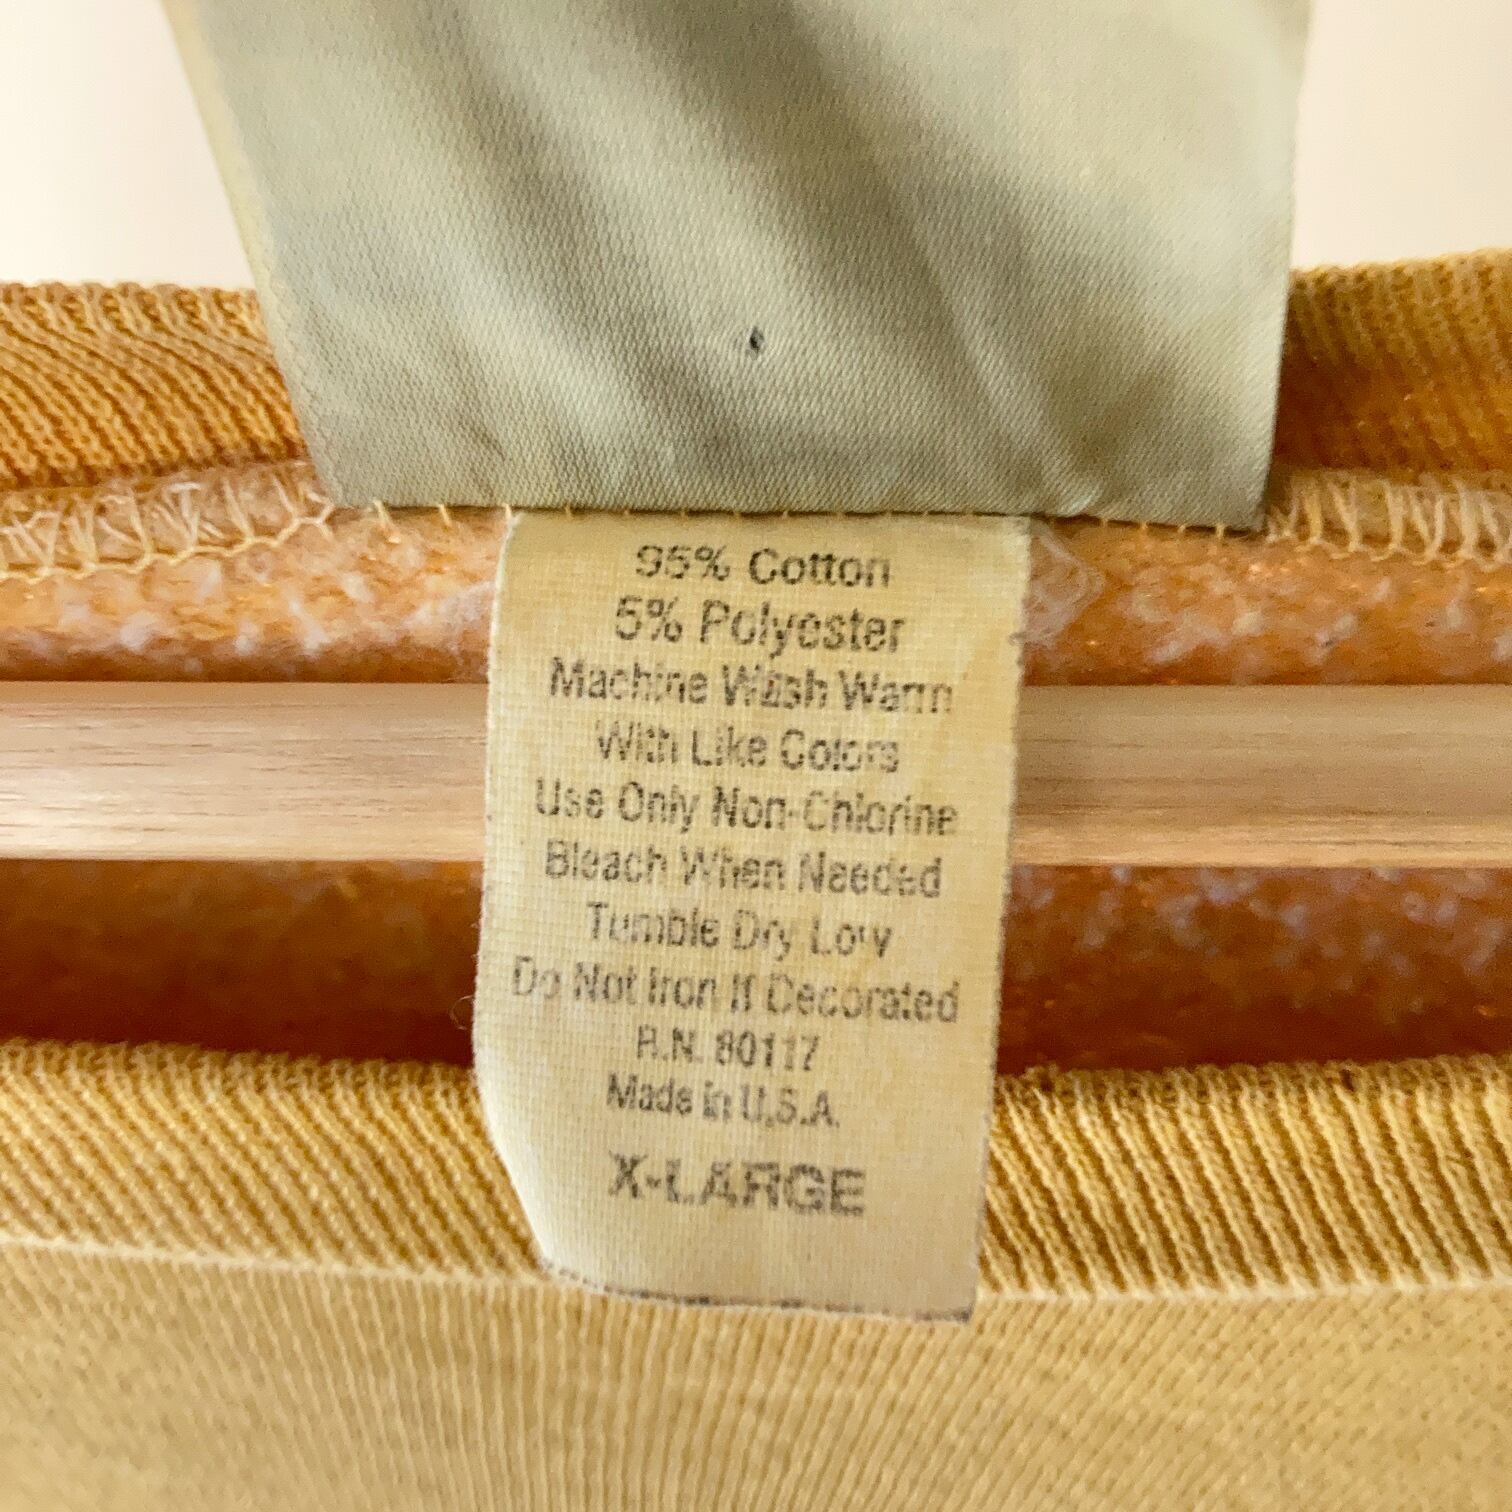 95% Cotton
5% Polyester
Machine Wash Warm
With Like Colors
Use Only Non-Chlorine
Bleach When Needed
Tumble Dry Low
Do Not Iron If Decorated
R.N. 80117
Made in U.S.A.
X-LARGE